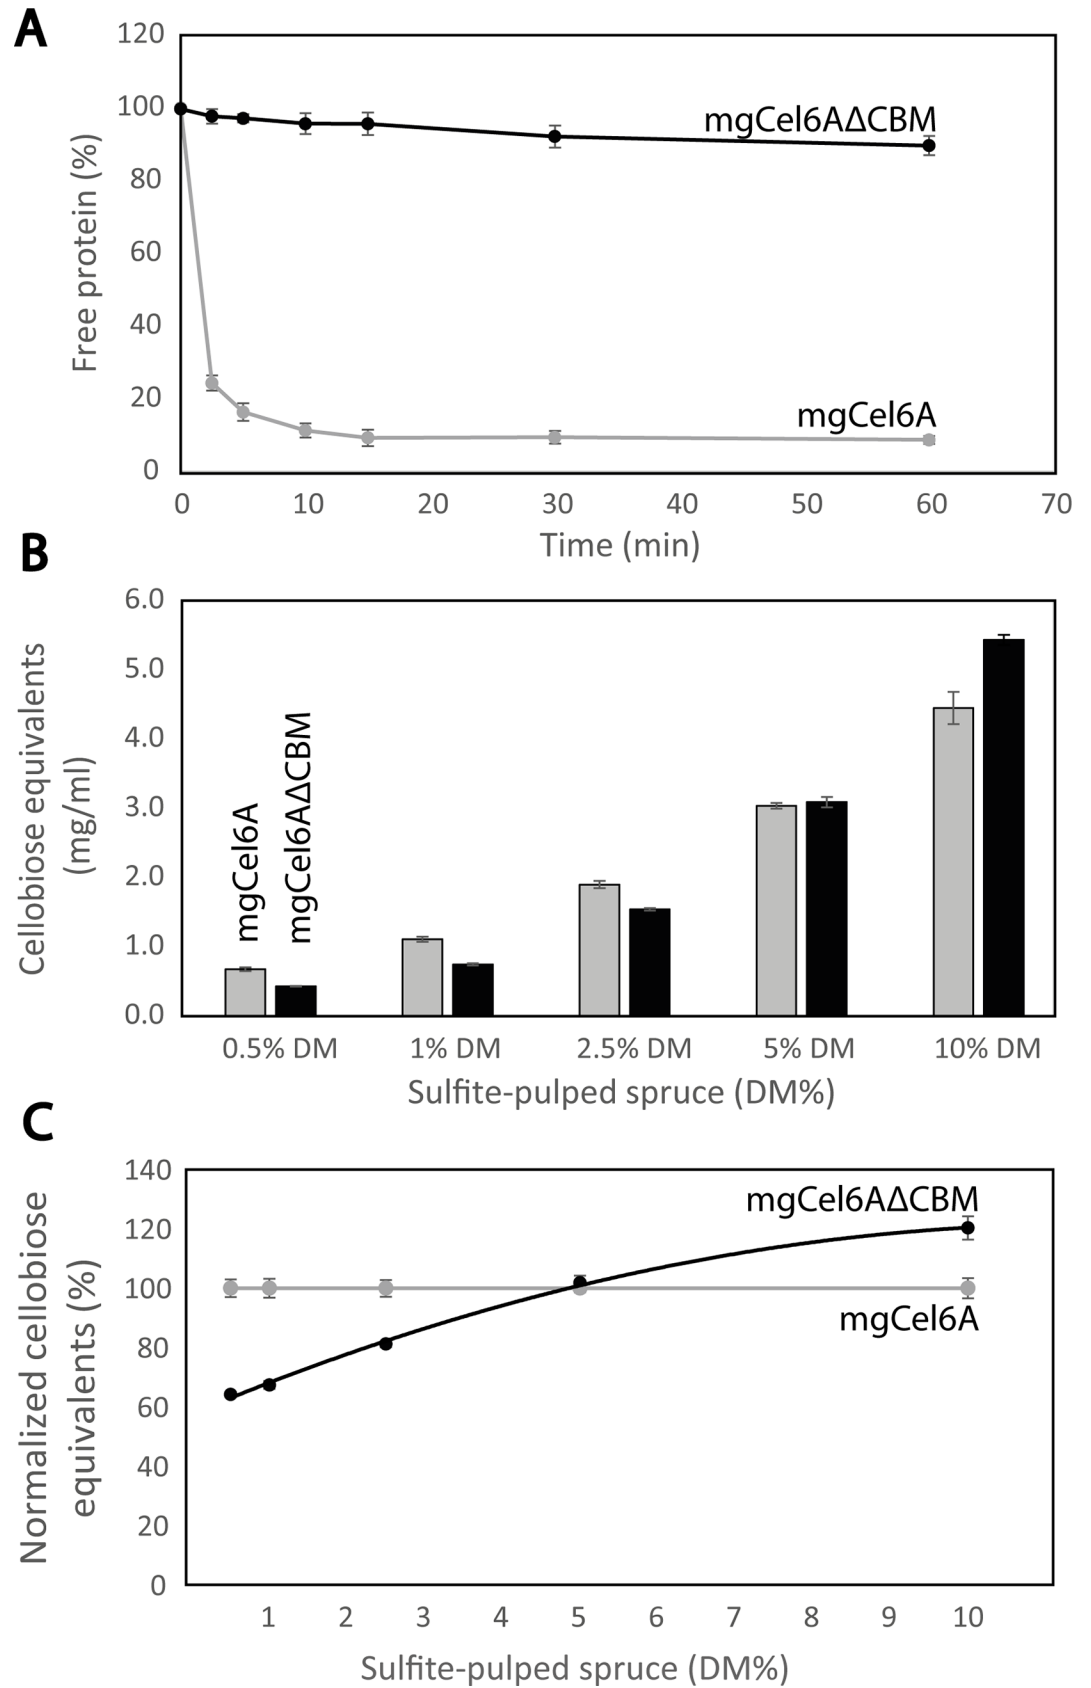 A
120
100
80
60
40
20
0
Free protein (%)
mgCel6AΔCBM
mgCel6A
0 10 20 30 40 50 60 70
Time (min)
B
6.0
5.0
4.0
3.0
2.0
1.0
0.0
Cellobiose equivalents
(mg/ml)
mgCel6A
mgCel6AΔCBM
0.5% DM 1% DM 2.5% DM 5% DM 10% DM
Sulfite-pulped spruce (DM%)
C
140
120
100
80
60
40
20
0
Normalized cellobiose
equivalents (%)
mgCel6AΔCBM
mgCel6A
1 2 3 4 5 6 7 8 9 10
Sulfite-pulped spruce (DM%)